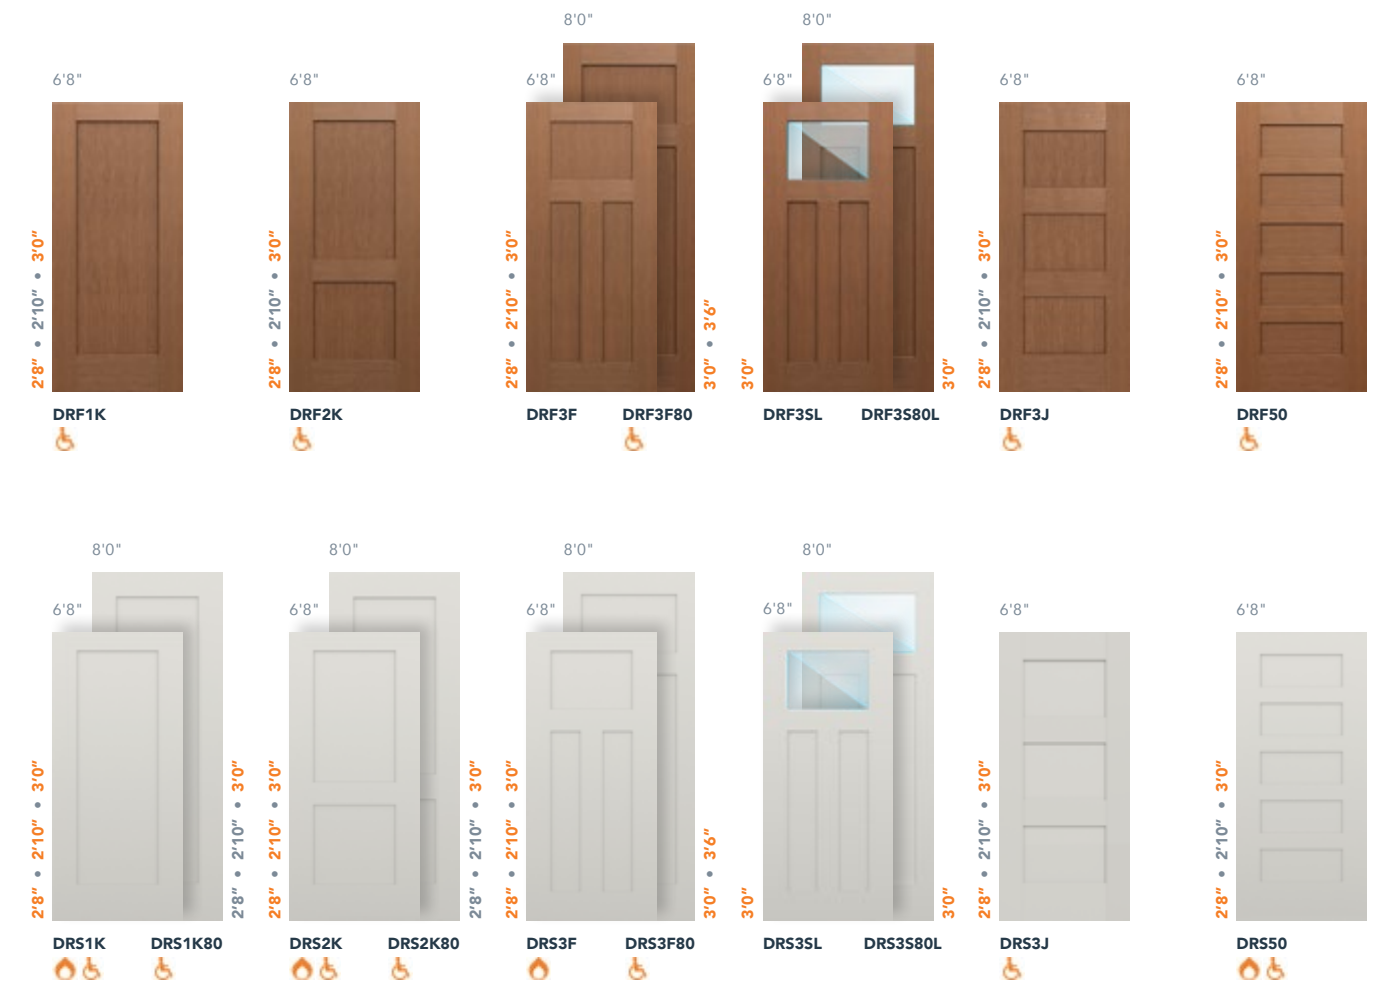 8'0"
8'0"
6'8"
6'8"
6'8"
6'8"
6'8"
6'8"
2'8" • 2'10" • 3'0"
2'8" • 2'10" • 3'0"
2'8" • 2'10" • 3'0"
3'0" • 3'6"
3'0"
3'0"
2'8" • 2'10" • 3'0"
2'8" • 2'10" • 3'0"
DRF1K
DRF2K
DRF3F
DRF3F80
DRF3SL
DRF3S80L
DRF3J
DRF50
8'0"
8'0"
8'0"
8'0"
6'8"
6'8"
6'8"
6'8"
6'8"
6'8"
2'8" • 2'10" • 3'0"
2'8" • 2'10" • 3'0"
2'8" • 2'10" • 3'0"
2'8" • 2'10" • 3'0"
2'8" • 2'10" • 3'0"
3'0" • 3'6"
3'0"
3'0"
2'8" • 2'10" • 3'0"
2'8" • 2'10" • 3'0"
DRS1K
DRS1K80
DRS2K
DRS2K80
DRS3F
DRS3F80
DRS3SL
DRS3S80L
DRS3J
DRS50